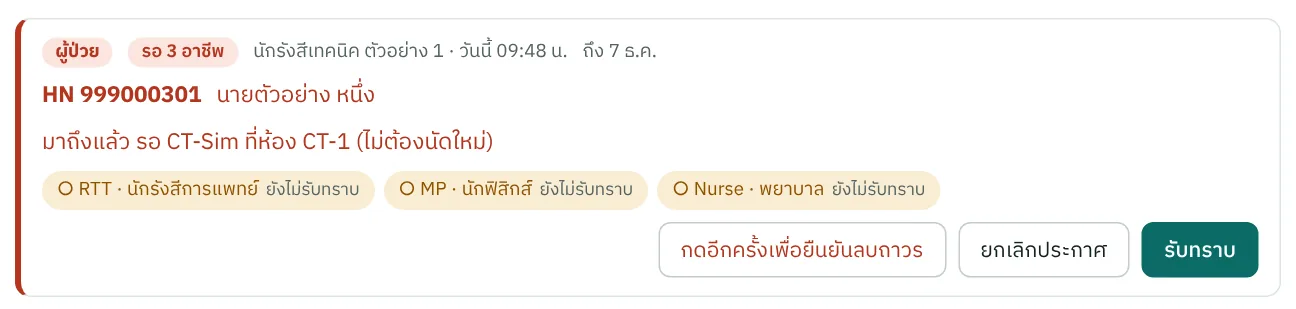 ผู้ป่วย รอ 3 อาชีพ นักรังสีเทคนิค ตัวอย่าง 1 · วันนี้ 09:48 น. ถึง 7 ธ.ค.
HN 999000301 นายตัวอย่าง หนึ่ง
มาถึงแล้ว รอ CT-Sim ที่ห้อง CT-1 (ไม่ต้องนัดใหม่)
RTT · นักรังสีการแพทย์ ยังไม่รับทราบ MP · นักฟิสิกส์ ยังไม่รับทราบ Nurse · พยาบาล ยังไม่รับทราบ
กดอีกครั้งเพื่อยืนยันลบถาวร ยกเลิกประกาศ รับทราบ